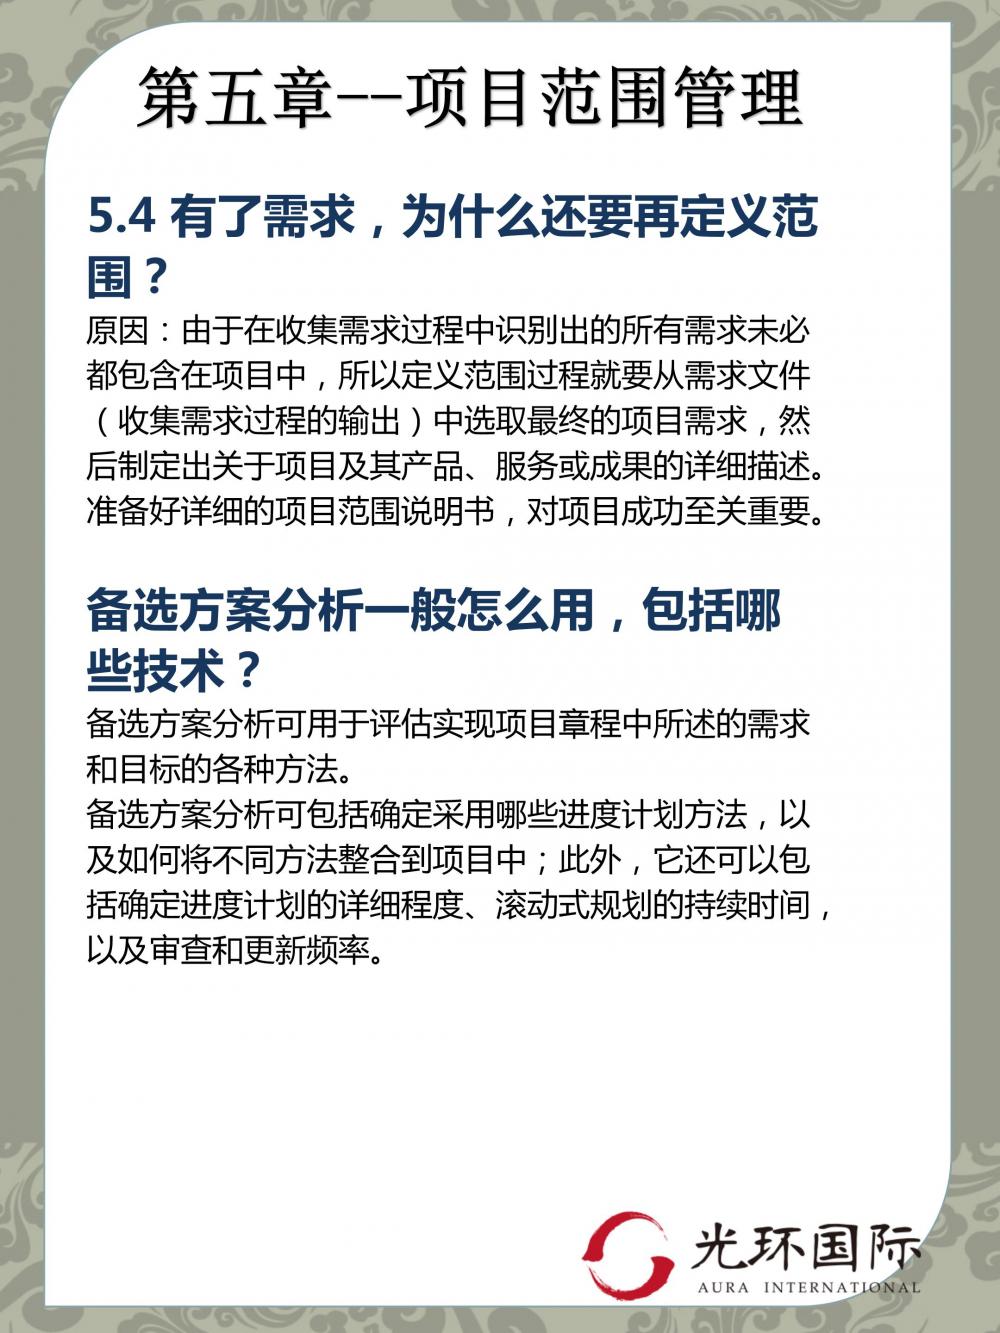 第五章--项目范围管理
5.4 有了需求，为什么还要再定义范
围？
原因：由于在收集需求过程中识别出的所有需求未必
都包含在项目中，所以定义范围过程就要从需求文件
（收集需求过程的输出）中选取最终的项目需求，然
后制定出关于项目及其产品、服务或成果的详细描述。
准备好详细的项目范围说明书，对项目成功至关重要。
备选方案分析一般怎么用，包括哪
些技术？
备选方案分析可用于评估实现项目章程中所述的需求
和目标的各种方法。
备选方案分析可包括确定采用哪些进度计划方法，以
及如何将不同方法整合到项目中；此外，它还可以包
括确定进度计划的详细程度、滚动式规划的持续时间，
以及审查和更新频率。
光环国际
AURA INTERNATIONAL